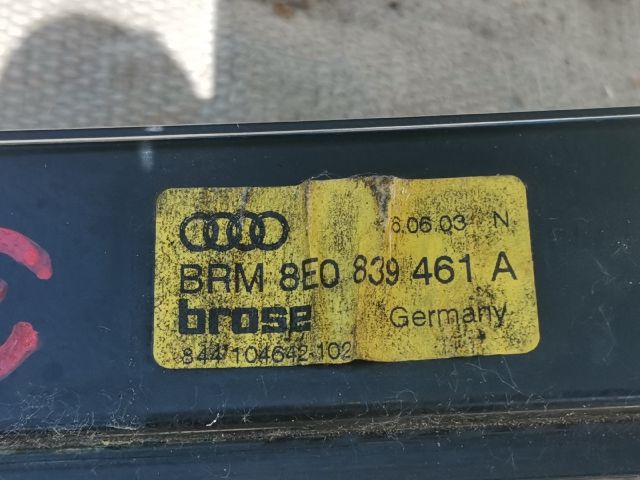 6.06.03 N
BRM 8E0 839 461 A
brose Germany
844 104642-102